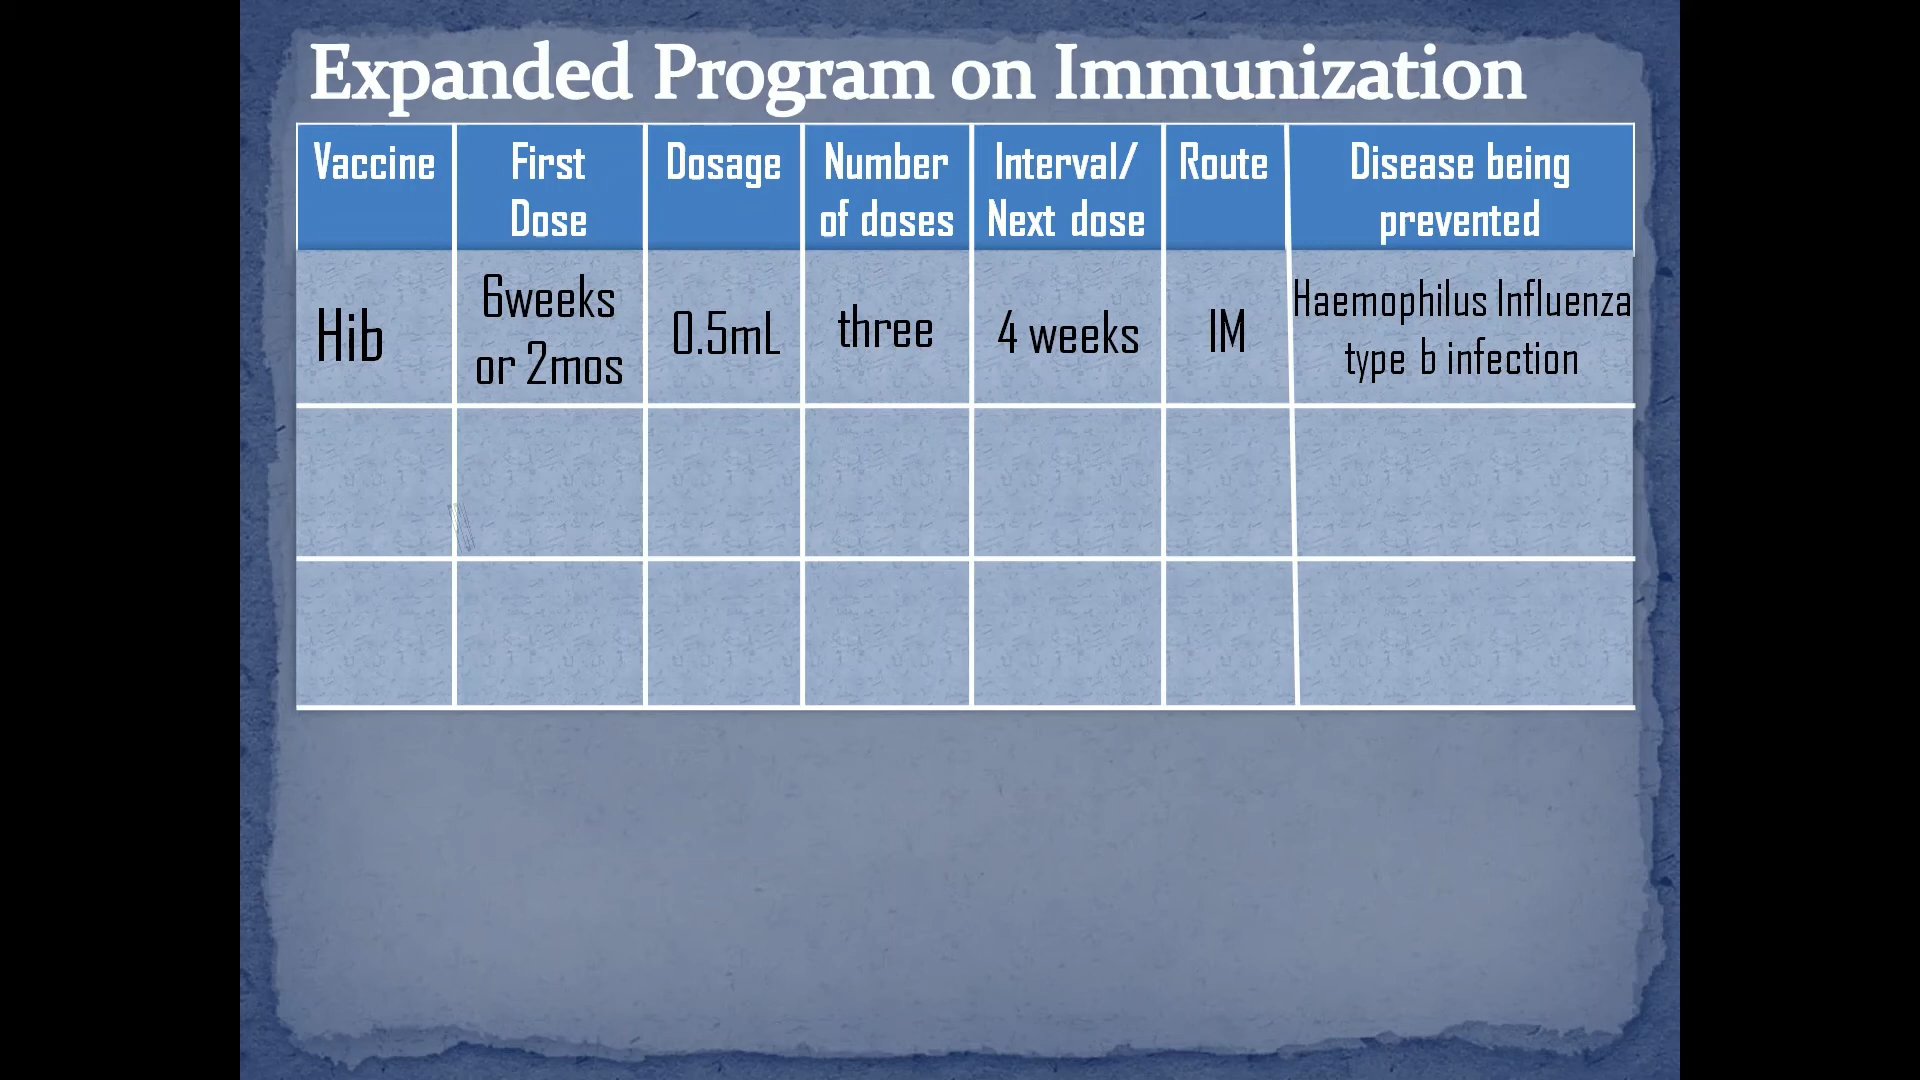 Expanded Program on Immunization
Vaccine
First
Dose
Dosage
Number
of doses
Interval/
Next dose
Route
Disease being
prevented
Hib
6weeks
or 2mos
0.5mL
three
4 weeks
IM
Haemophilus Influenza
type b infection